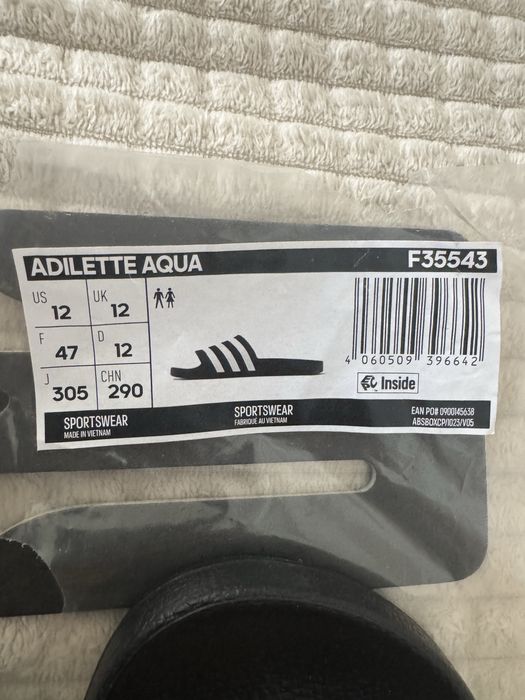 ADILETTE AQUA F35543
US 12 UK 12
F 47 D 12
J 305 CHN 290
4 060509 396642
Inside
SPORTSWEAR
MADE IN VIETNAM
SPORTSWEAR
FABRIQUÉ AU VIETNAM
EAN PO# 0900145638
ABSBOXCP/1023/V05